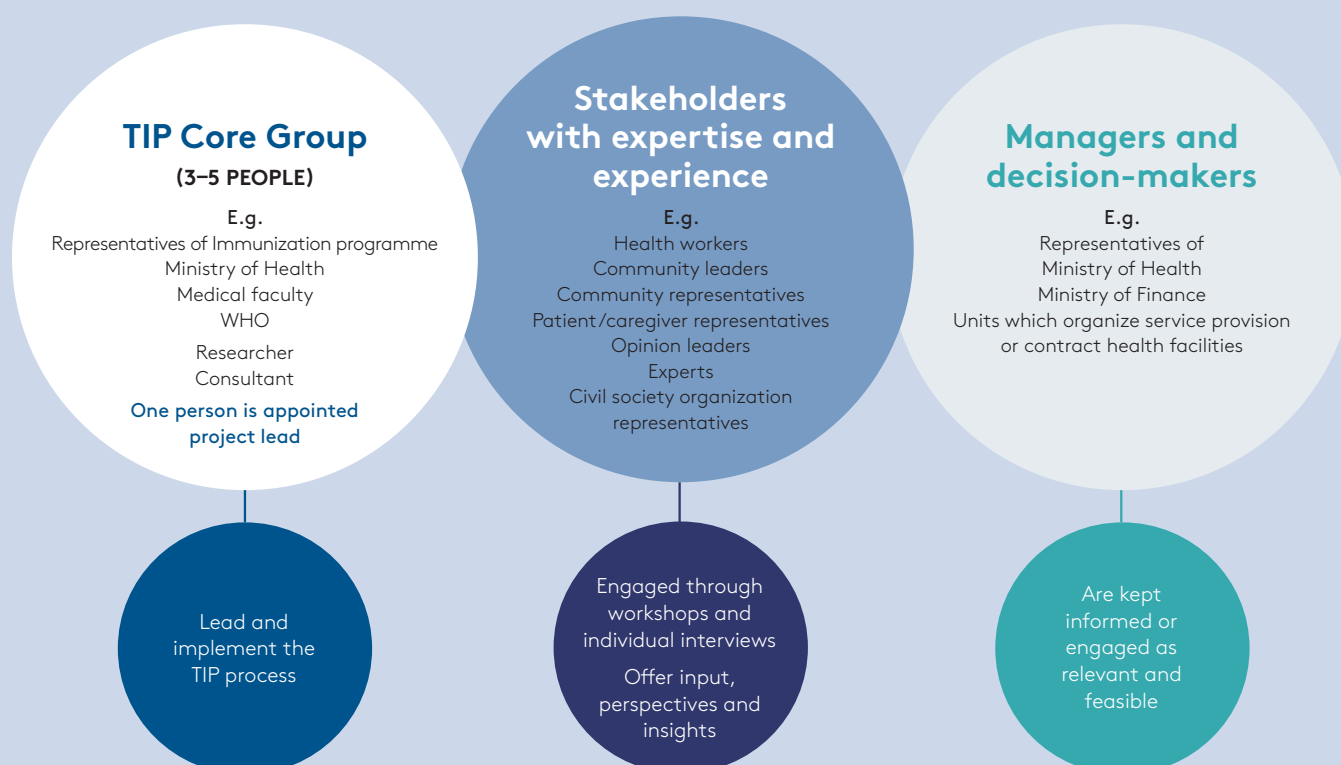 TIP Core Group
(3–5 PEOPLE)
E.g.
Representatives of Immunization programme
Ministry of Health
Medical faculty
WHO
Researcher
Consultant
One person is appointed
project lead
Lead and
implement the
TIP process
Stakeholders
with expertise and
experience
E.g.
Health workers
Community leaders
Community representatives
Patient/caregiver representatives
Opinion leaders
Experts
Civil society organization
representatives
Engaged through
workshops and
individual interviews
Offer input,
perspectives and
insights
Managers and
decision-makers
E.g.
Representatives of
Ministry of Health
Ministry of Finance
Units which organize service provision
or contract health facilities
Are kept
informed or
engaged as
relevant and
feasible